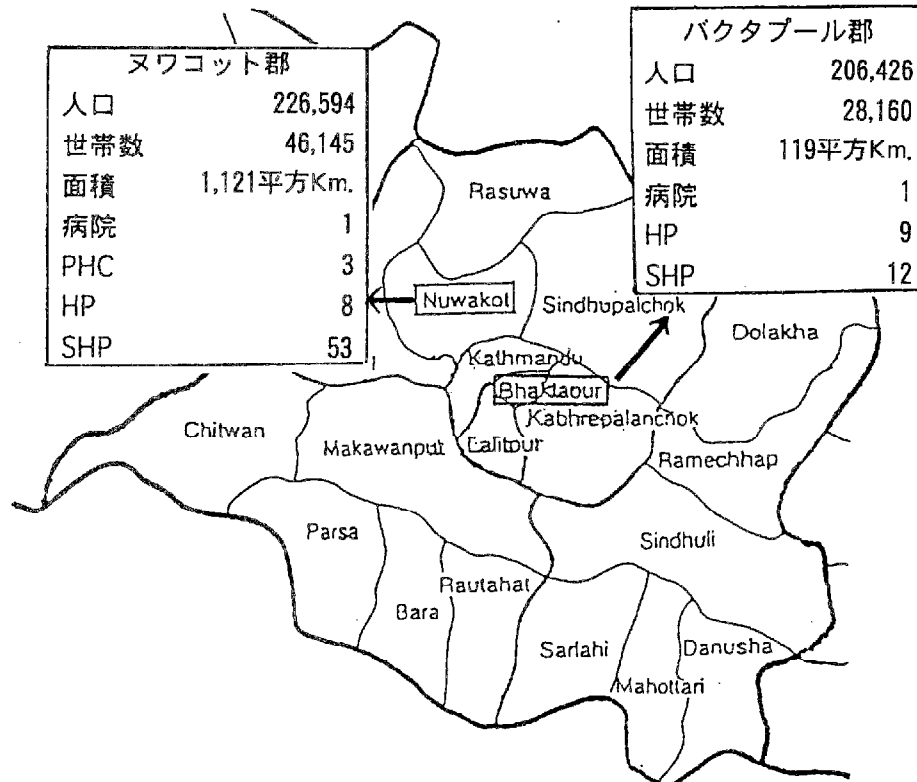 ヌワコット郡
人口 226,594
世帯数 46,145
面積 1,121平方Km.
病院 1
PHC 3
HP 8
SHP 53
バクタプール郡
人口 206,426
世帯数 28,160
面積 119平方Km.
病院 1
HP 9
SHP 12
Rasuwa
Nuwakot
Sindhupalchok
Dolakha
Kathmandu
Bhaktaour
Kabhrepalanchok
Chitwan
Makawanput
Lalitour
Ramechhap
Parsa
Sindhuli
Rautahat
Bara
Sarlahi
Danusha
Mahottari